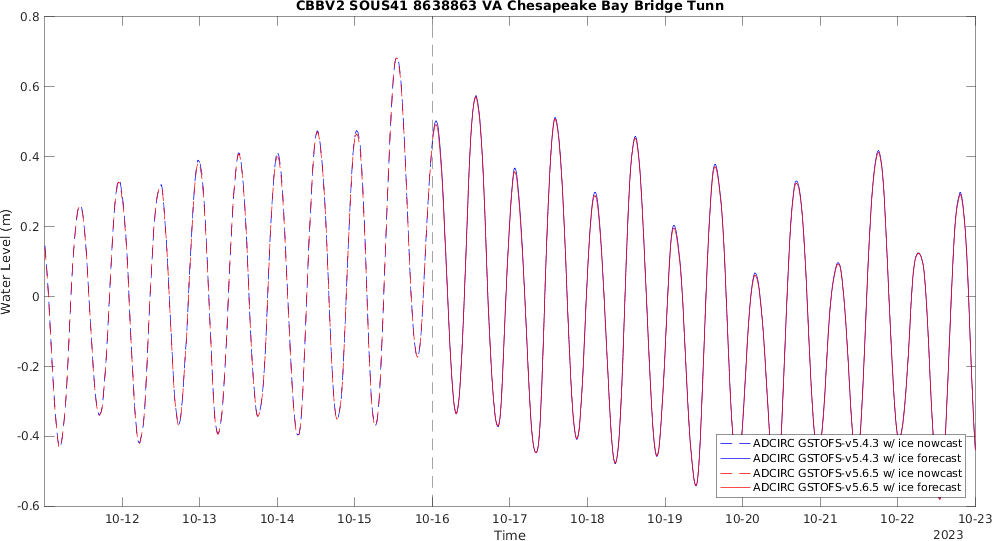 CBBV2 SOUS41 8638863 VA Chesapeake Bay Bridge Tunn
0.8
0.6
0.4
0.2
0
-0.2
-0.4
-0.6
Water Level (m)
ADCIRC GSTOFS-v5.4.3 w/ ice nowcast
ADCIRC GSTOFS-v5.4.3 w/ ice forecast
ADCIRC GSTOFS-v5.6.5 w/ ice nowcast
ADCIRC GSTOFS-v5.6.5 w/ ice forecast
10-12 10-13 10-14 10-15 10-16 10-17 10-18 10-19 10-20 10-21 10-22 10-23
Time
2023